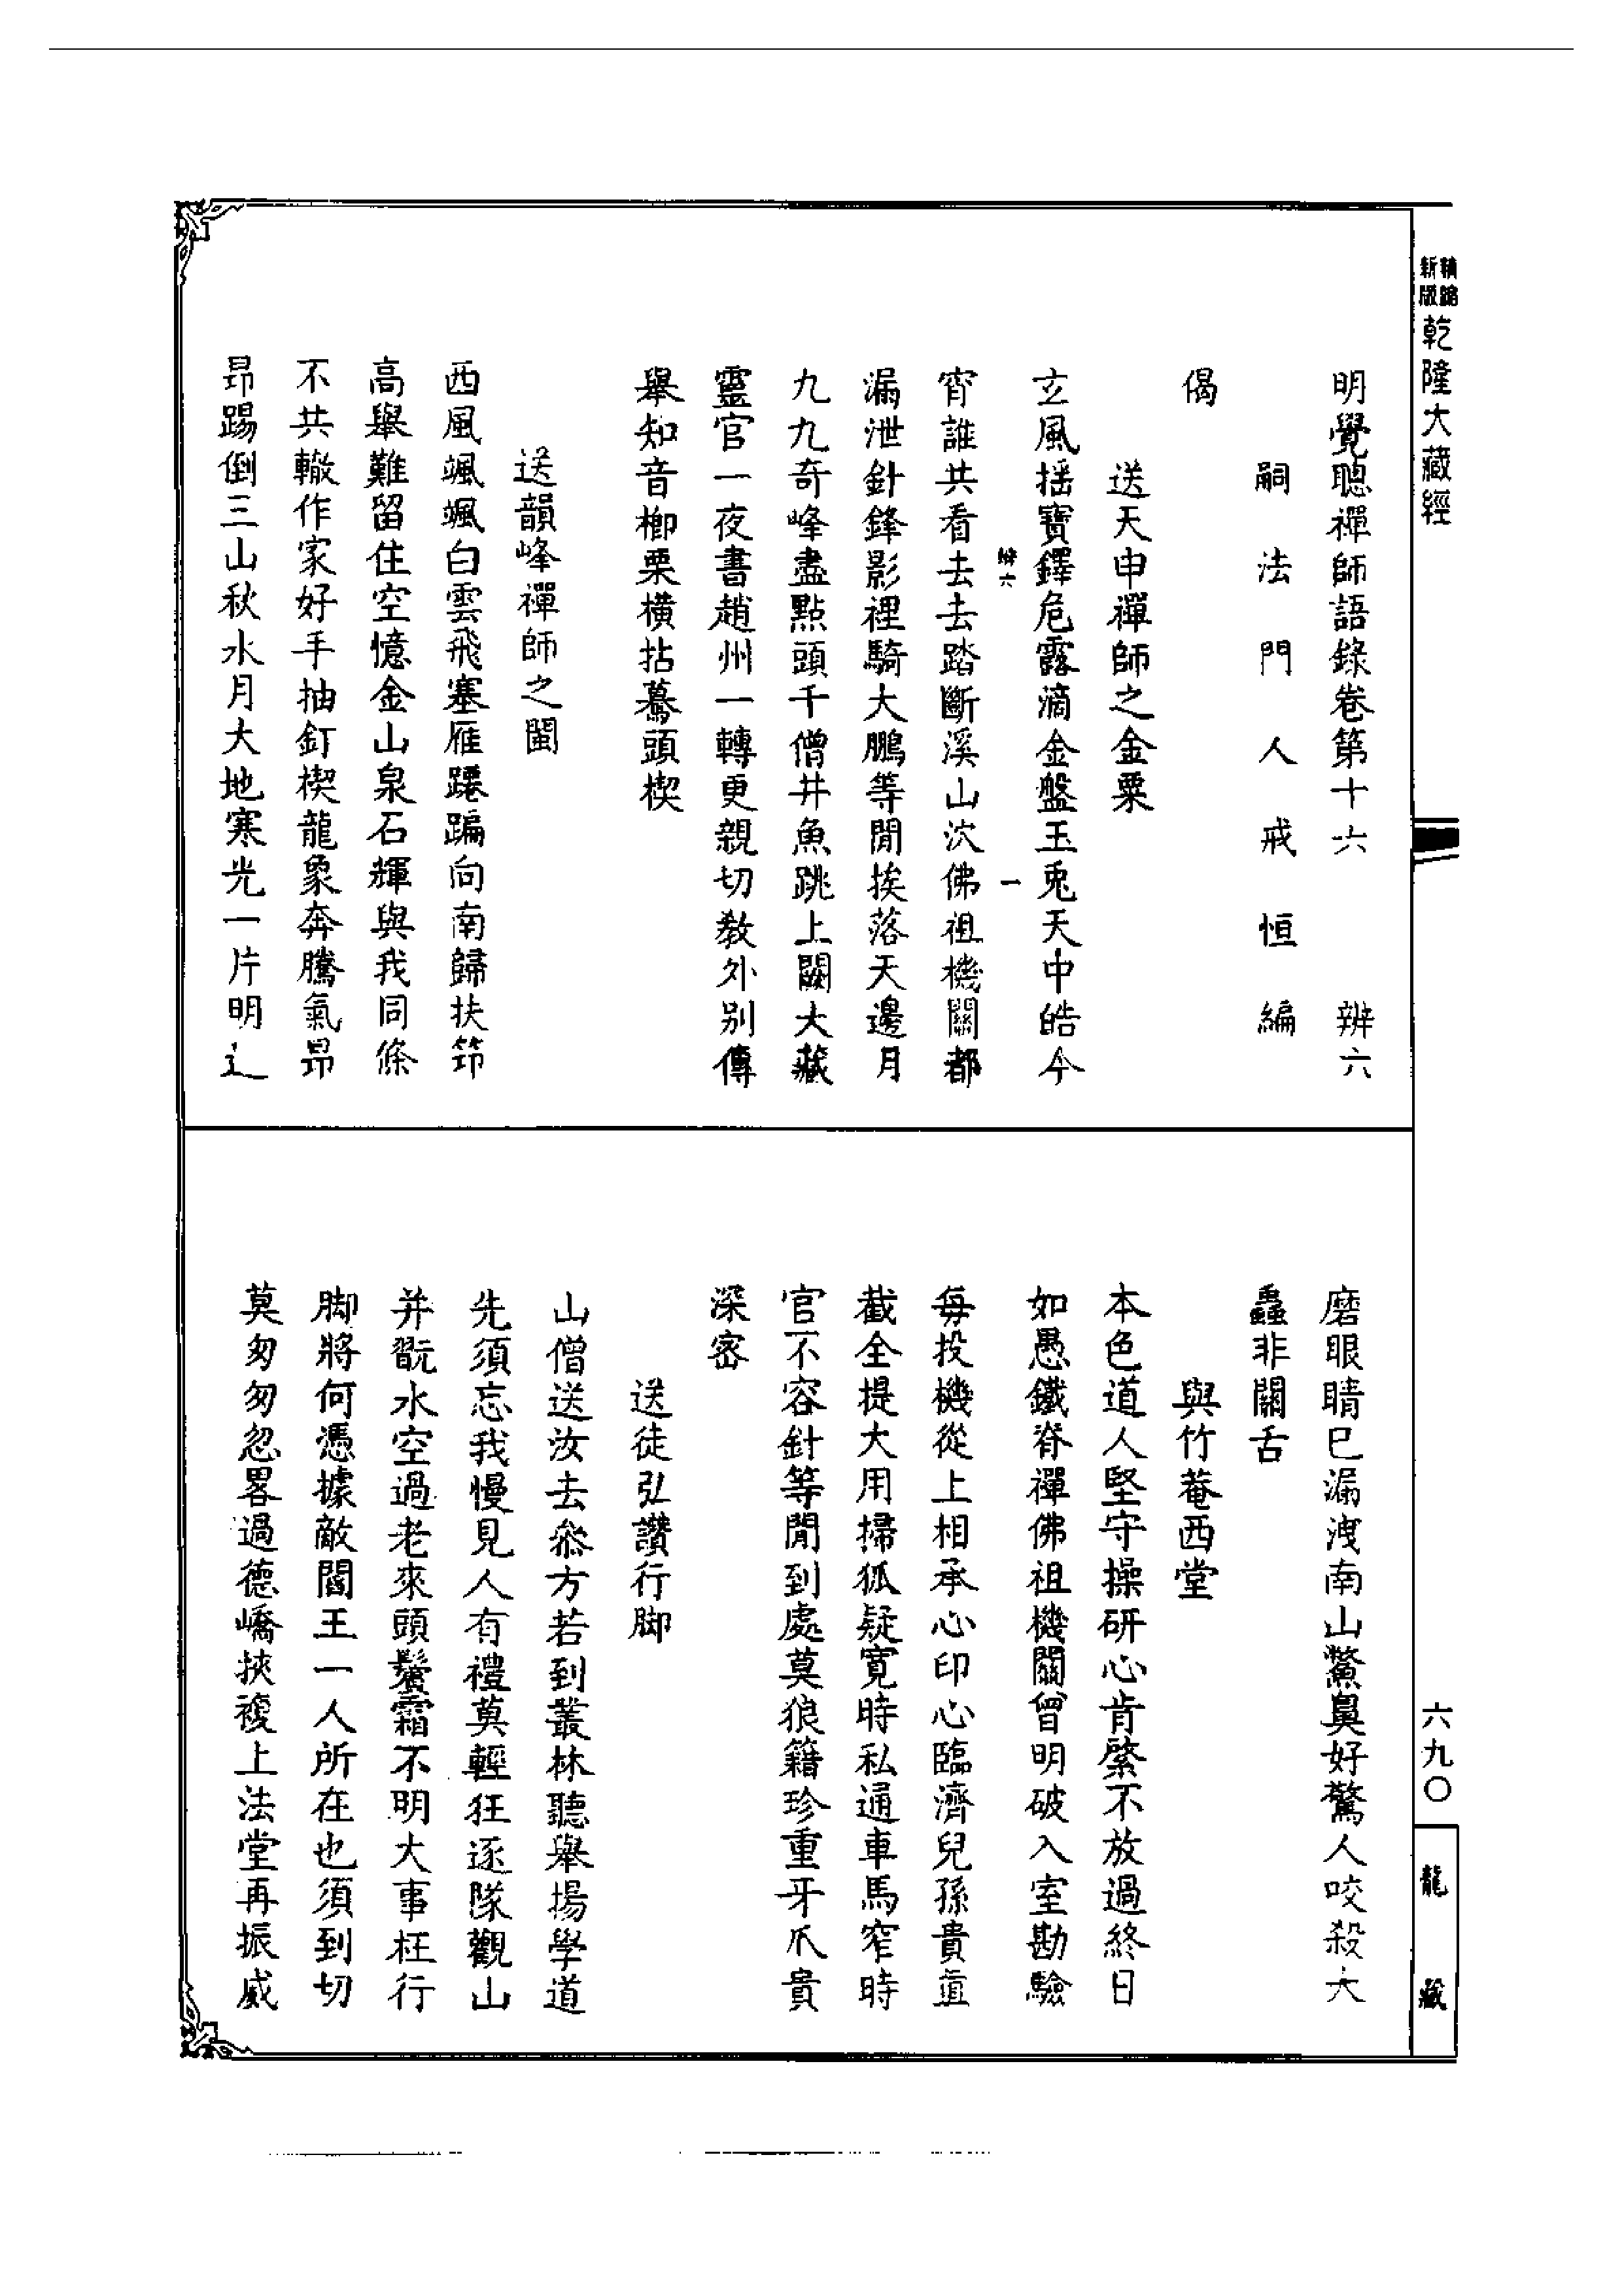 精縮新版乾隆大藏經
明覺聰禪師語錄卷第十六 辨六
嗣法門人戒恒編
偈
送天申禪師之金粟
玄風搖寶鐸危露滴金盤玉兎天中皓今
辨六 一
宵誰共看去去踏斷溪山次佛祖機關都
漏泄針鋒影裡騎大鵬等閒挨落天邊月
九九奇峰盡點頭千僧井魚跳上闕大藏
靈官一夜書趙州一轉更親切教外別傳
舉知音榔栗橫拈驀頭楔
送韻峰禪師之閩
西風颯颯白雲飛塞雁蹮蹁向南歸扶笻
高舉難留住空憶金山泉石輝與我同條
不共轍作家好手抽釘楔龍象奔騰氣昴
昴踢倒三山秋水月大地寒光一片明辶
磨眼睛已漏洩南山鱉鼻好驚人咬殺大
蟲非關舌
與竹菴西堂
本色道人堅守操研心肯綮不放過終日
如愚鐵脊禪佛祖機關曾明破入室勘驗
每投機從上相承心印心臨濟兒孫貴直
截全提大用掃狐疑寬時私通車馬窄時
官不容針等閒到處莫狼籍珍重牙爪貴
深密
送徒弘讚行脚
山僧送汝去叅方若到叢林聽舉揚學道
先須忘我慢見人有禮莫輕狂逐隊觀山
并翫水空過老來頭鬢霜不明大事枉行
脚將何憑據敵閻王一人所在也須到切
莫匆匆忽畧過德嶠挾複上法堂再振威
六九〇
龍藏